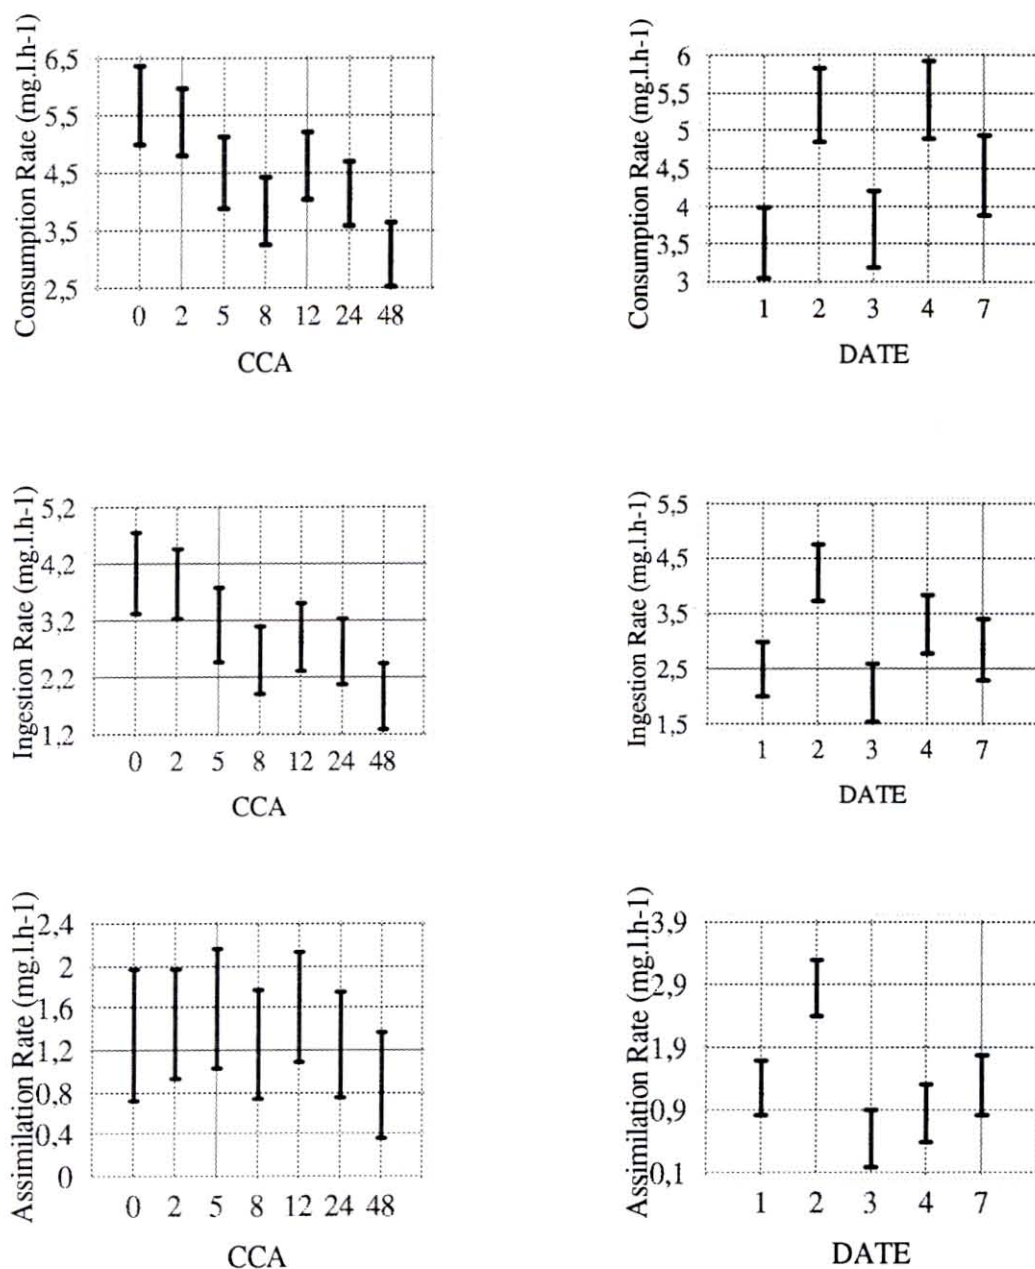 Consumption Rate (mg.l.h-1)
6,5
5,5
4,5
3,5
2,5
0 2 5 8 12 24 48
CCA
Consumption Rate (mg.l.h-1)
6
5,5
5
4,5
4
3,5
3
1 2 3 4 7
DATE
Ingestion Rate (mg.l.h-1)
5,2
4,2
3,2
2,2
1,2
0 2 5 8 12 24 48
CCA
Ingestion Rate (mg.l.h-1)
5,5
4,5
3,5
2,5
1,5
1 2 3 4 7
DATE
Assimilation Rate (mg.l.h-1)
2,4
2
1,6
1,2
0,8
0,4
0
0 2 5 8 12 24 48
CCA
Assimilation Rate (mg.l.h-1)
3,9
2,9
1,9
0,9
0,1
1 2 3 4 7
DATE